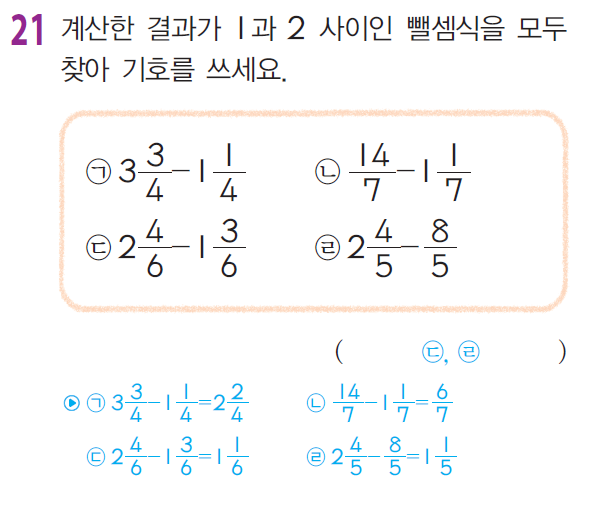 21 계산한 결과가 1과 2 사이인 뺄셈식을 모두
찾아 기호를 쓰세요.
㉠ 3 3/4 - 1 1/4 ㉡ 14/7 - 1 1/7
㉢ 2 4/6 - 1 3/6 ㉣ 2 4/5 - 8/5
( ㉢, ㉣ )
▶ ㉠ 3 3/4 - 1 1/4 = 2 2/4 ㉡ 14/7 - 1 1/7 = 6/7
㉢ 2 4/6 - 1 3/6 = 1 1/6 ㉣ 2 4/5 - 8/5 = 1 1/5